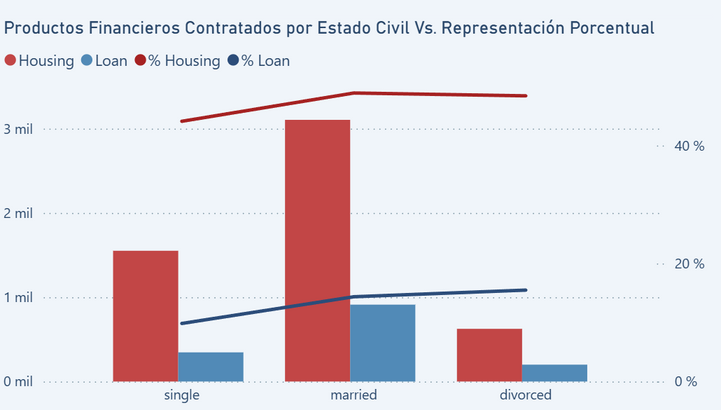 Productos Financieros Contratados por Estado Civil Vs. Representación Porcentual
Housing Loan % Housing % Loan
3 mil
40 %
2 mil
20 %
1 mil
0 mil
0 %
single married divorced